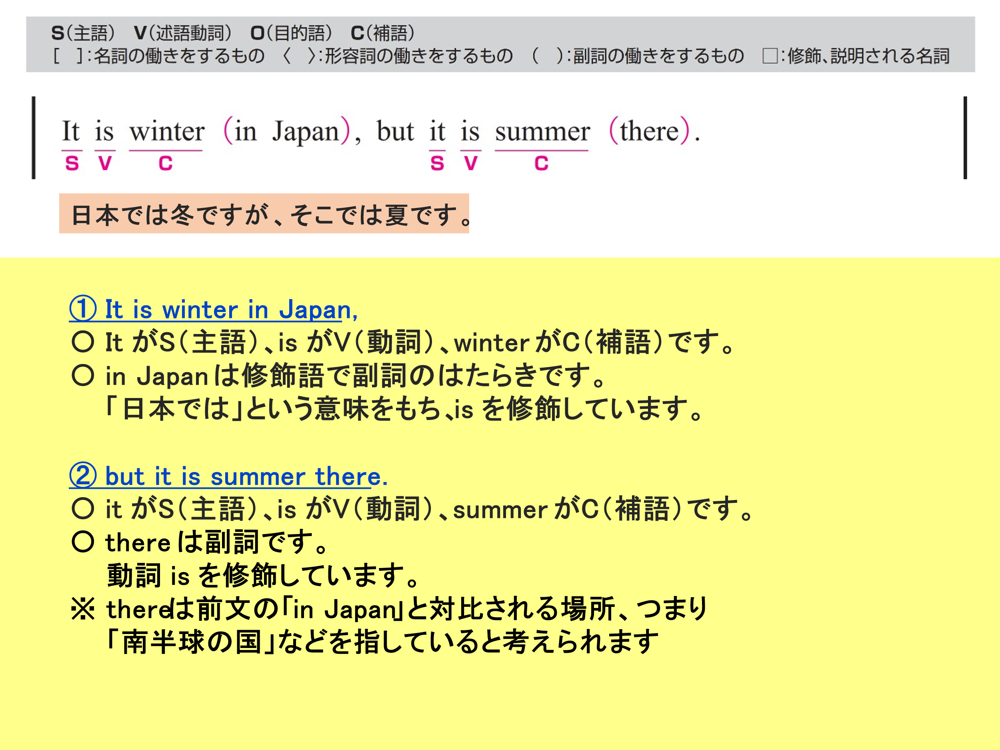 S(主語) V(述語動詞) O(目的語) C(補語)
[ ]:名詞の働きをするもの 〈 〉:形容詞の働きをするもの ( ):副詞の働きをするもの □:修飾、説明される名詞
It is winter (in Japan), but it is summer (there).
S V C S V C
日本では冬ですが、そこでは夏です。
① It is winter in Japan,
○ It がS(主語)、is がV(動詞)、winter がC(補語)です。
○ in Japan は修飾語で副詞のはたらきです。
「日本では」という意味をもち、is を修飾しています。
② but it is summer there.
○ it がS(主語)、is がV(動詞)、summer がC(補語)です。
○ there は副詞です。
動詞 is を修飾しています。
※ thereは前文の「in Japan」と対比される場所、つまり
「南半球の国」などを指していると考えられます